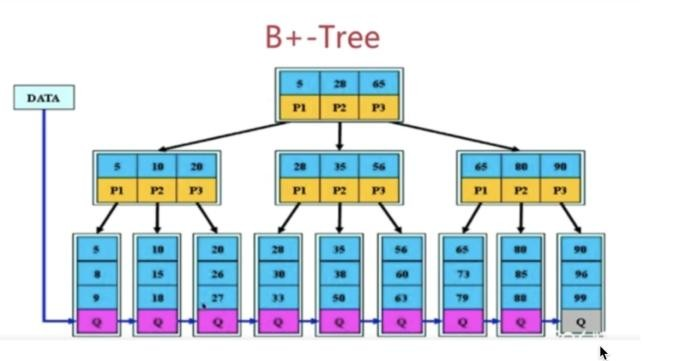 B+-Tree
5 28 65
P1 P2 P3
DATA
5 10 20
P1 P2 P3
28 35 56
P1 P2 P3
65 80 90
P1 P2 P3
5
8
9
Q
10
15
18
Q
20
26
27
Q
28
30
33
Q
35
38
50
Q
56
60
63
Q
65
73
79
Q
80
85
88
Q
90
96
99
Q